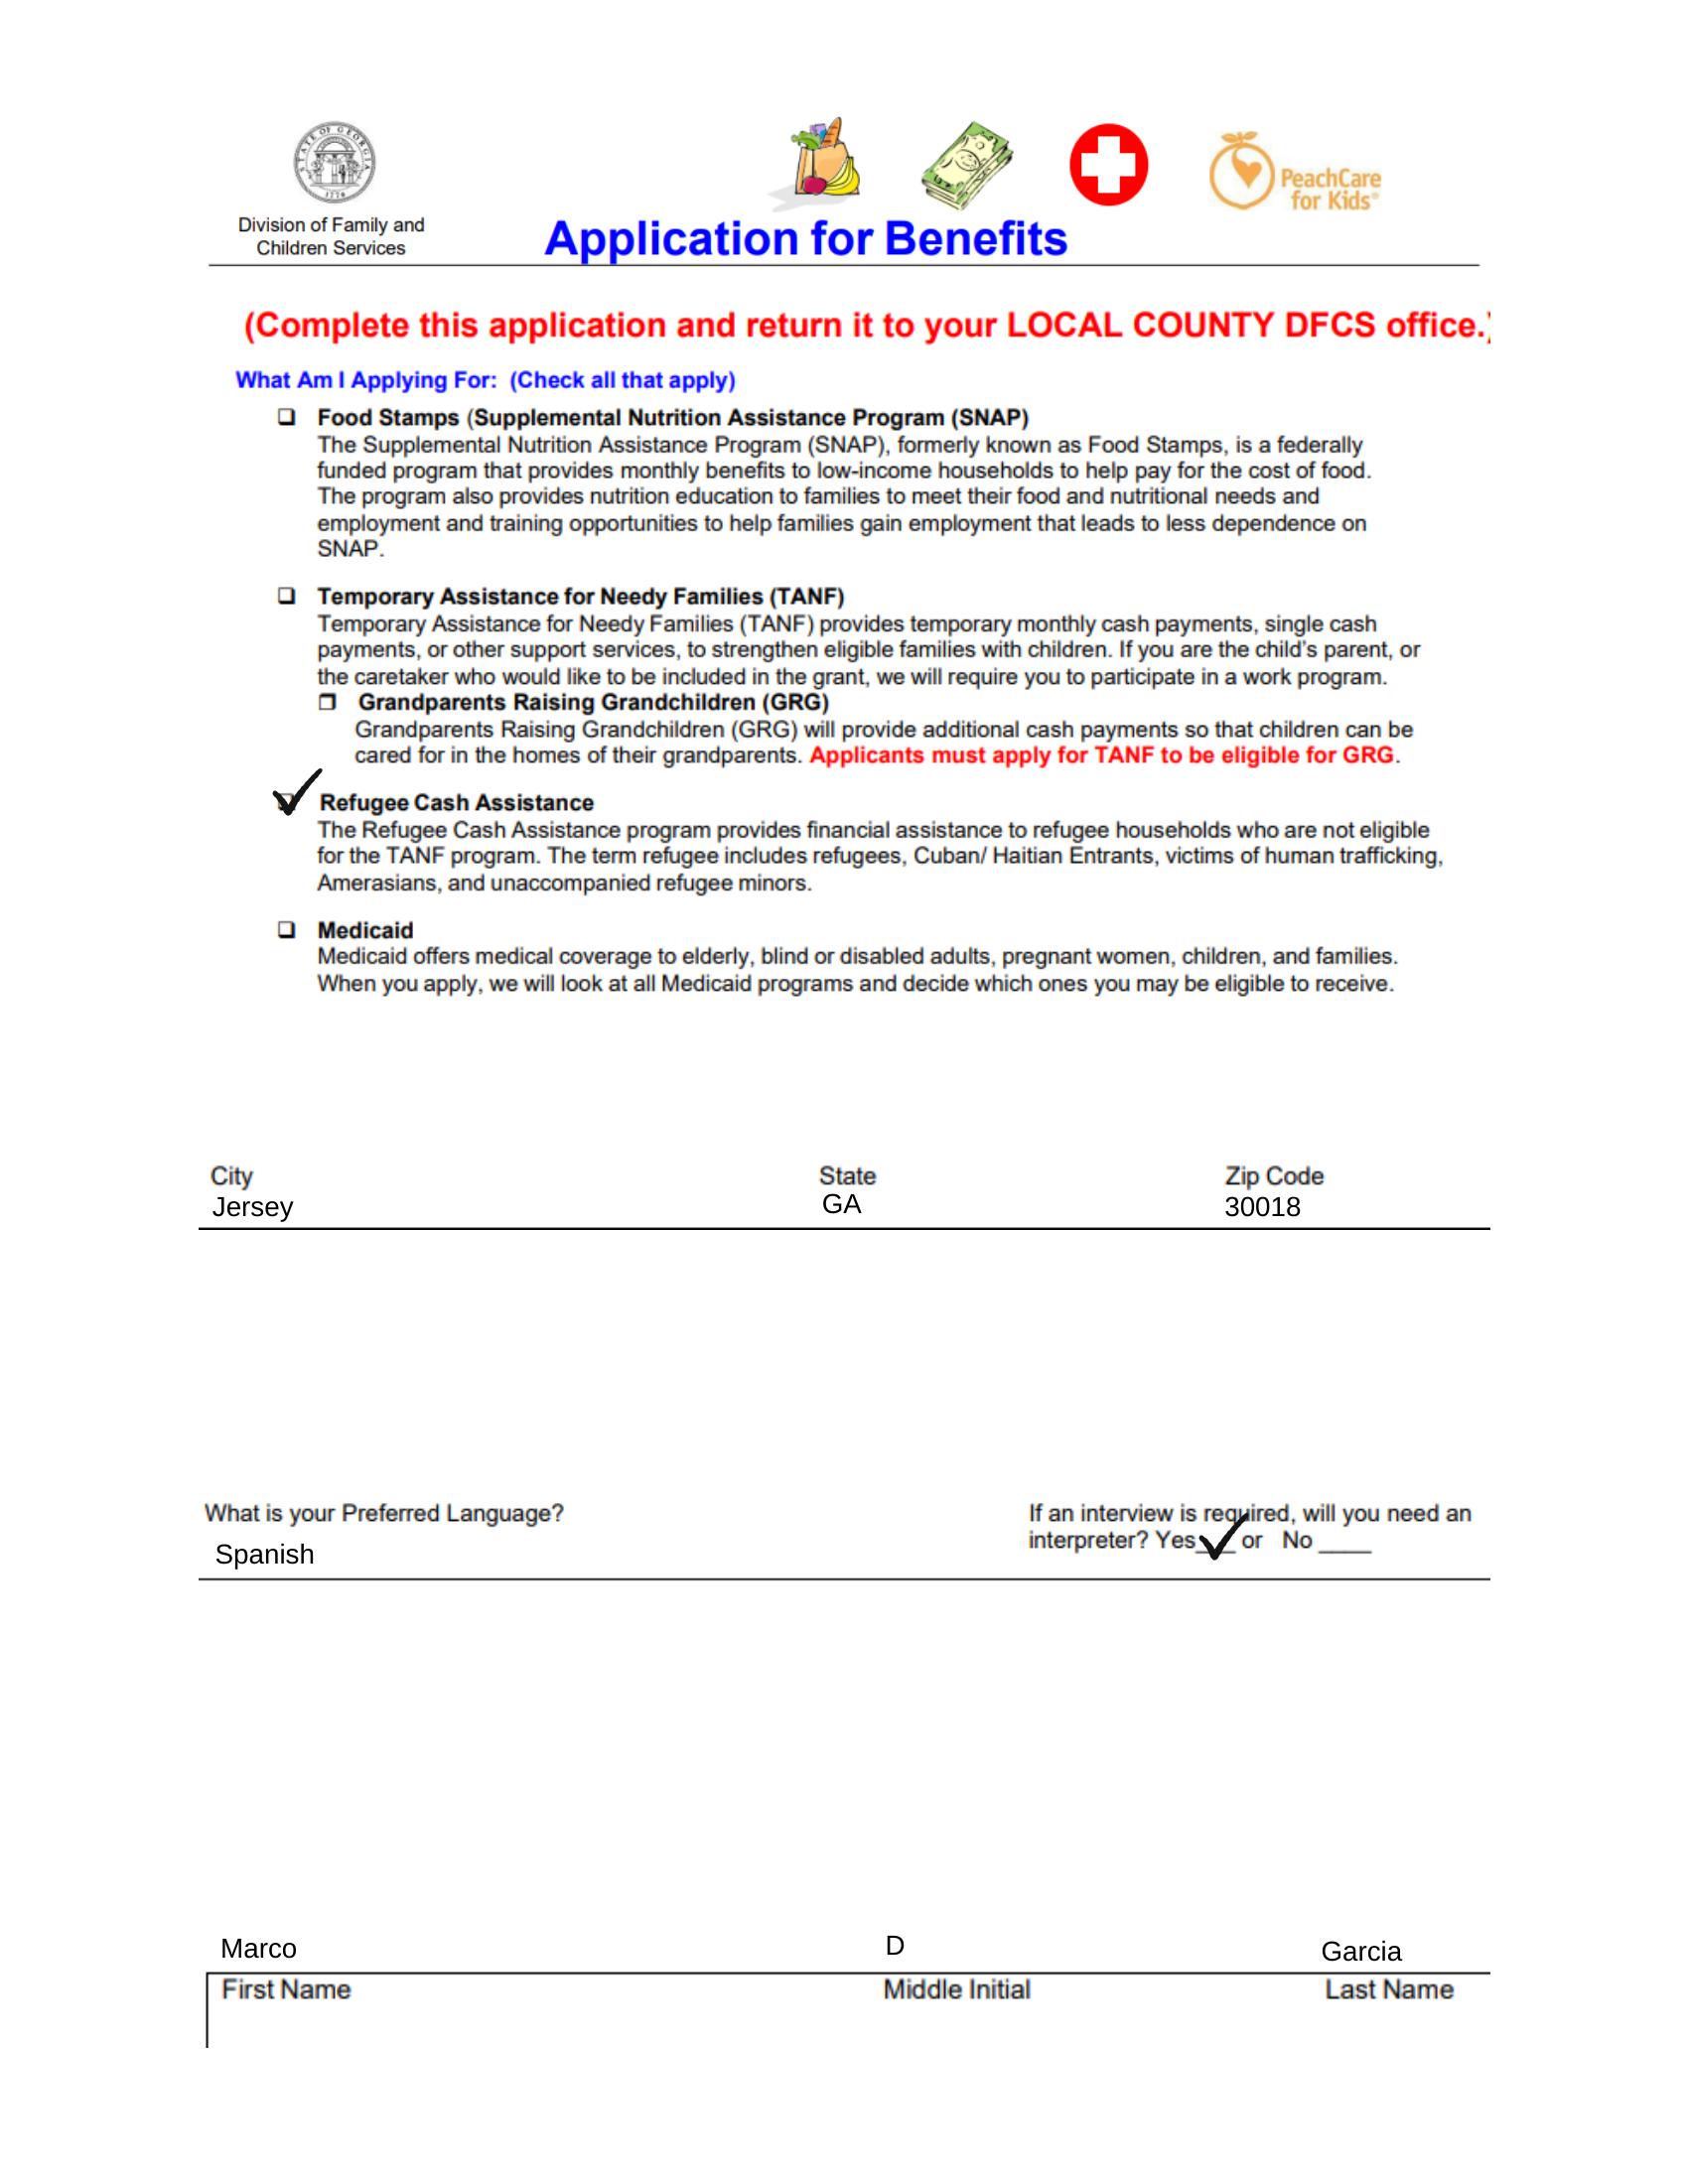 STATE OF GEORGIA
1776
Division of Family and
Children Services
PeachCare
for Kids®
Application for Benefits
(Complete this application and return it to your LOCAL COUNTY DFCS office.)
What Am I Applying For: (Check all that apply)
❑ Food Stamps (Supplemental Nutrition Assistance Program (SNAP)
The Supplemental Nutrition Assistance Program (SNAP), formerly known as Food Stamps, is a federally
funded program that provides monthly benefits to low-income households to help pay for the cost of food.
The program also provides nutrition education to families to meet their food and nutritional needs and
employment and training opportunities to help families gain employment that leads to less dependence on
SNAP.
❑ Temporary Assistance for Needy Families (TANF)
Temporary Assistance for Needy Families (TANF) provides temporary monthly cash payments, single cash
payments, or other support services, to strengthen eligible families with children. If you are the child's parent, or
the caretaker who would like to be included in the grant, we will require you to participate in a work program.
❒ Grandparents Raising Grandchildren (GRG)
Grandparents Raising Grandchildren (GRG) will provide additional cash payments so that children can be
cared for in the homes of their grandparents. Applicants must apply for TANF to be eligible for GRG.
✓ Refugee Cash Assistance
The Refugee Cash Assistance program provides financial assistance to refugee households who are not eligible
for the TANF program. The term refugee includes refugees, Cuban/ Haitian Entrants, victims of human trafficking,
Amerasians, and unaccompanied refugee minors.
❑ Medicaid
Medicaid offers medical coverage to elderly, blind or disabled adults, pregnant women, children, and families.
When you apply, we will look at all Medicaid programs and decide which ones you may be eligible to receive.
City State Zip Code
Jersey GA 30018
What is your Preferred Language?
Spanish
If an interview is required, will you need an
interpreter? Yes ✓ or No ____
Marco D Garcia
First Name Middle Initial Last Name